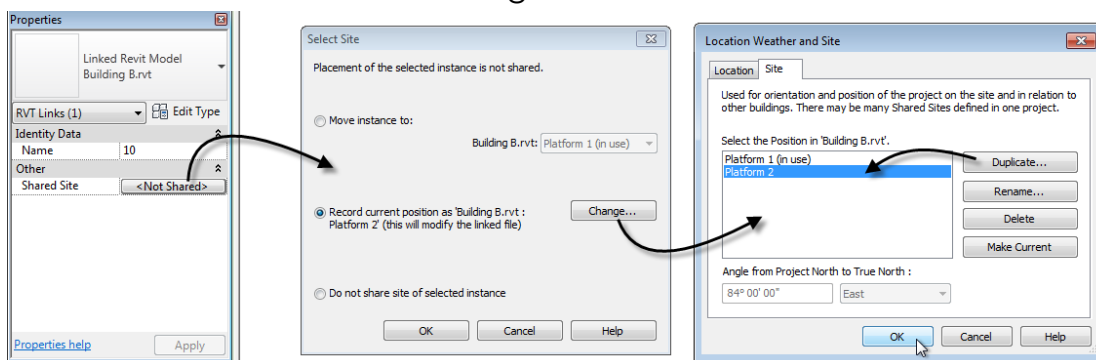 Properties
Linked Revit Model
Building B.rvt
RVT Links (1)
Edit Type
Identity Data
Name
10
Other
Shared Site
<Not Shared>
Properties help
Apply
Select Site
Placement of the selected instance is not shared.
Move instance to:
Building B.rvt:
Platform 1 (in use)
Record current position as 'Building B.rvt :
Platform 2' (this will modify the linked file)
Change...
Do not share site of selected instance
OK
Cancel
Help
Location Weather and Site
Location
Site
Used for orientation and position of the project on the site and in relation to
other buildings. There may be many Shared Sites defined in one project.
Select the Position in 'Building B.rvt'.
Platform 1 (in use)
Platform 2
Duplicate...
Rename...
Delete
Make Current
Angle from Project North to True North :
84° 00' 00"
East
OK
Cancel
Help